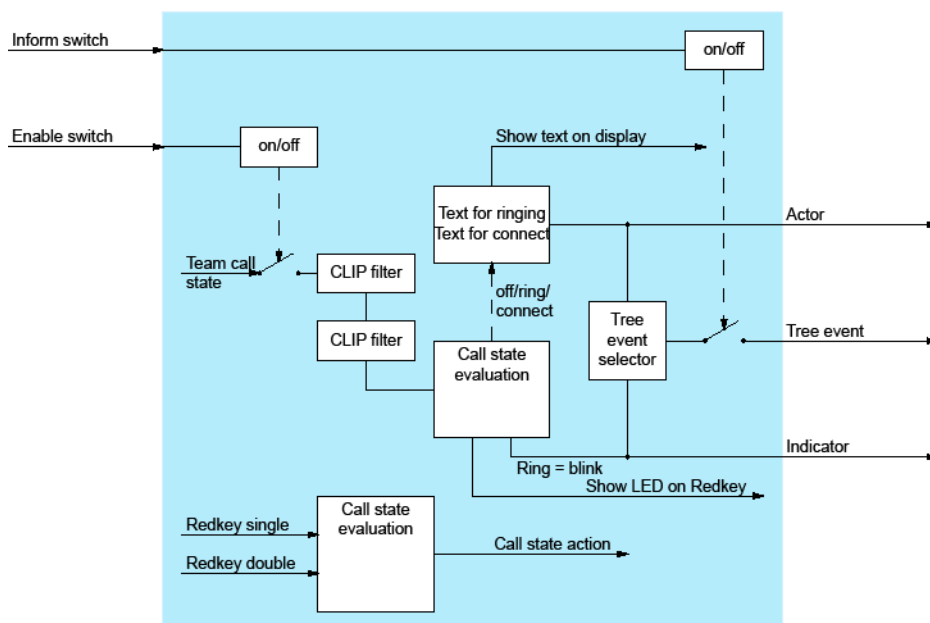 Inform switch
on/off
Enable switch
on/off
Show text on display
Text for ringing
Text for connect
Actor
Team call
state
CLIP filter
off/ring/
connect
CLIP filter
Tree
event
selector
Tree event
Call state
evaluation
Indicator
Ring = blink
Show LED on Redkey
Call state
evaluation
Redkey single
Call state action
Redkey double